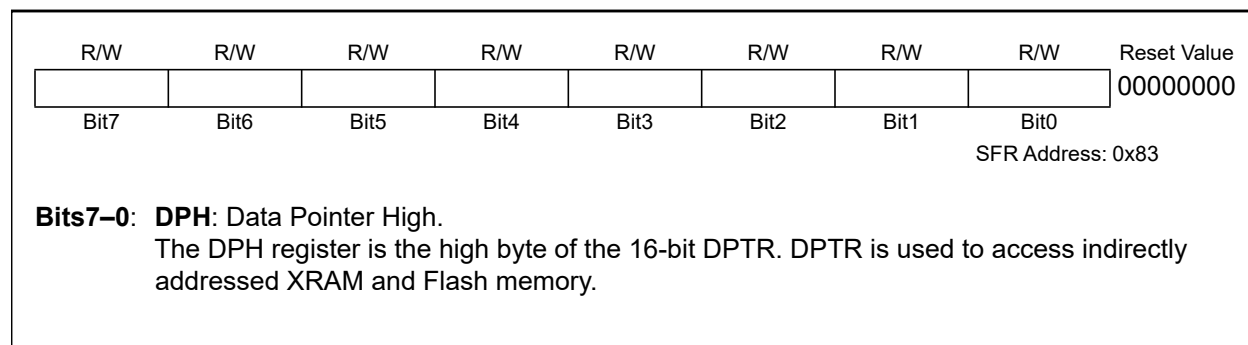 R/W R/W R/W R/W R/W R/W R/W R/W Reset Value
00000000
Bit7 Bit6 Bit5 Bit4 Bit3 Bit2 Bit1 Bit0
SFR Address: 0x83
Bits7–0: DPH: Data Pointer High.
The DPH register is the high byte of the 16-bit DPTR. DPTR is used to access indirectly
addressed XRAM and Flash memory.